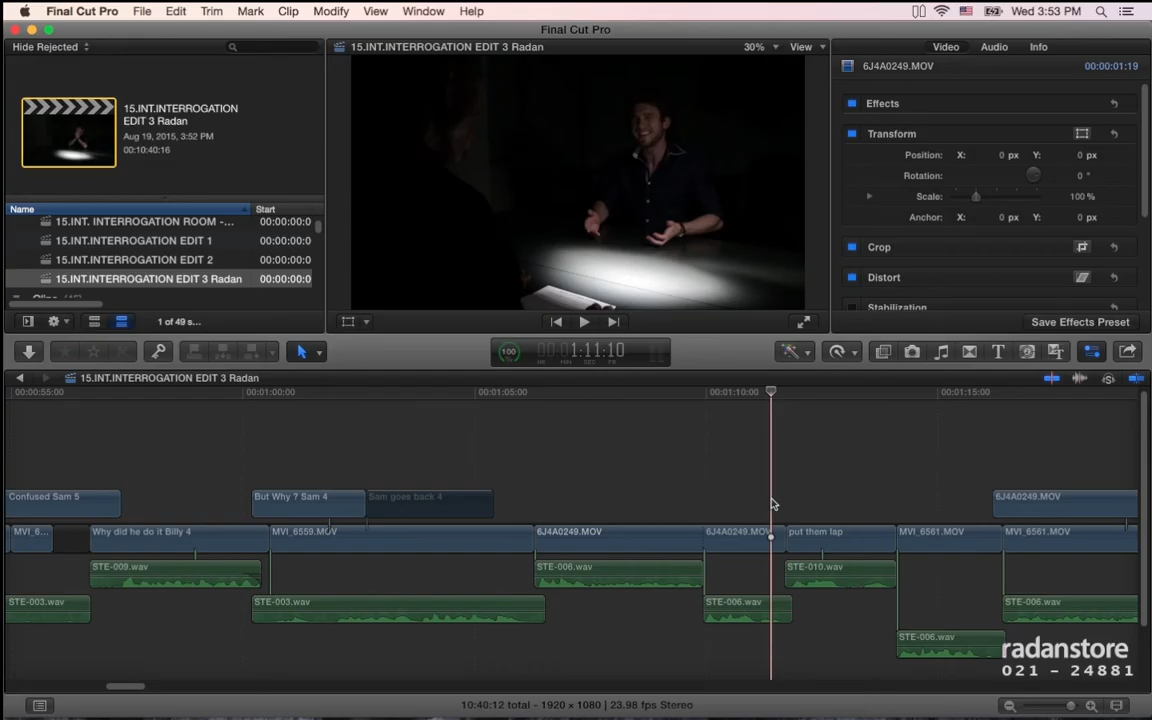 Final Cut Pro File Edit Trim Mark Clip Modify View Window Help Wed 3:53 PM
Final Cut Pro
Hide Rejected
15.INT.INTERROGATION EDIT 3 Radan 30% View
Video Audio Info
6J4A0249.MOV 00:00:01:19
15.INT.INTERROGATION
EDIT 3 Radan
Aug 19, 2015, 3:52 PM
00:10:40:16
Effects
Transform
Position: X: 0 px Y: 0 px
Rotation: 0 °
Scale: 100 %
Anchor: X: 0 px Y: 0 px
Crop
Distort
Stabilization
Save Effects Preset
Name Start
15.INT. INTERROGATION ROOM -... 00:00:00:0
15.INT.INTERROGATION EDIT 1 00:00:00:0
15.INT.INTERROGATION EDIT 2 00:00:00:0
15.INT.INTERROGATION EDIT 3 Radan 00:00:00:0
1 of 49 s...
100 1:11:10
15.INT.INTERROGATION EDIT 3 Radan
00:00:55:00 00:01:00:00 00:01:05:00 00:01:10:00 00:01:15:00
Confused Sam 5 But Why ? Sam 4 Sam goes back 4 6J4A0249.MOV
MVI_6... Why did he do it Billy 4 MVI_6559.MOV 6J4A0249.MOV 6J4A0249.MOV put them lap MVI_6561.MOV MVI_6561.MOV
STE-009.wav STE-006.wav STE-010.wav
STE-003.wav STE-003.wav STE-006.wav STE-006.wav
STE-006.wav
radanstore
021 - 24881
10:40:12 total - 1920 × 1080 | 23.98 fps Stereo